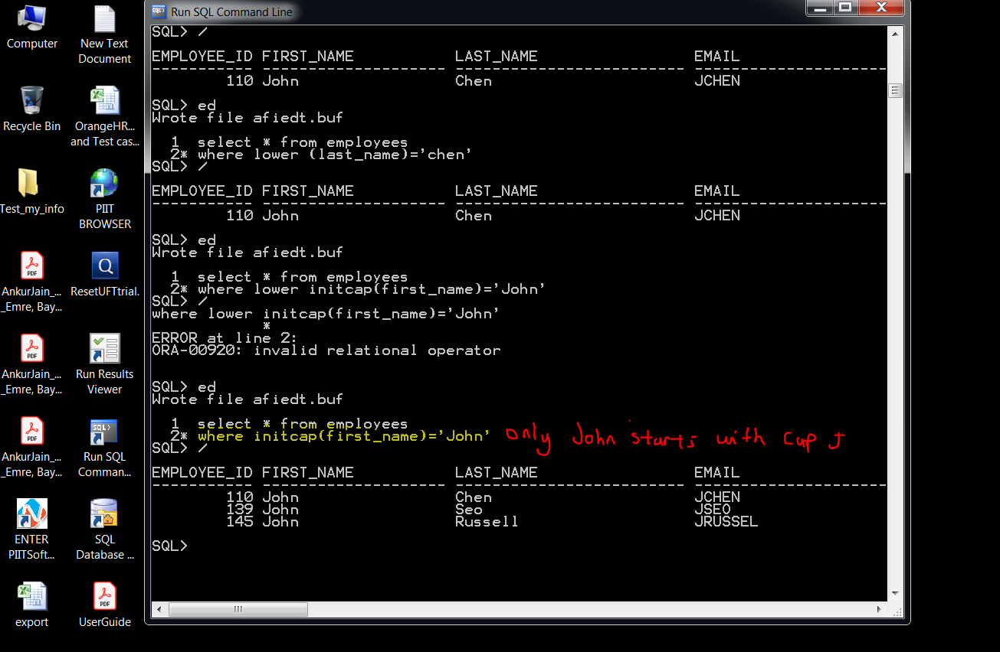 Computer
New Text
Document
Recycle Bin
OrangeHR...
and Test cas...
Test_my_info
PIIT
BROWSER
AnkurJain_...
_Emre, Bay...
ResetUFTtrial.
AnkurJain_...
_Emre, Bay...
Run Results
Viewer
AnkurJain_...
_Emre, Bay...
Run SQL
Comman...
ENTER
PIITSoft...
SQL
Database ...
export
UserGuide
Run SQL Command Line
SQL> /
EMPLOYEE_ID FIRST_NAME LAST_NAME EMAIL
----------- -------------------- ------------------------- -------------------------
110 John Chen JCHEN
SQL> ed
Wrote file afiedt.buf
1 select * from employees
2* where lower (last_name)='chen'
SQL> /
EMPLOYEE_ID FIRST_NAME LAST_NAME EMAIL
----------- -------------------- ------------------------- -------------------------
110 John Chen JCHEN
SQL> ed
Wrote file afiedt.buf
1 select * from employees
2* where lower initcap(first_name)='John'
SQL> /
where lower initcap(first_name)='John'
*
ERROR at line 2:
ORA-00920: invalid relational operator
SQL> ed
Wrote file afiedt.buf
1 select * from employees
2* where initcap(first_name)='John' only John starts with cap J
SQL> /
EMPLOYEE_ID FIRST_NAME LAST_NAME EMAIL
----------- -------------------- ------------------------- -------------------------
110 John Chen JCHEN
139 John Seo JSEO
145 John Russell JRUSSEL
SQL>